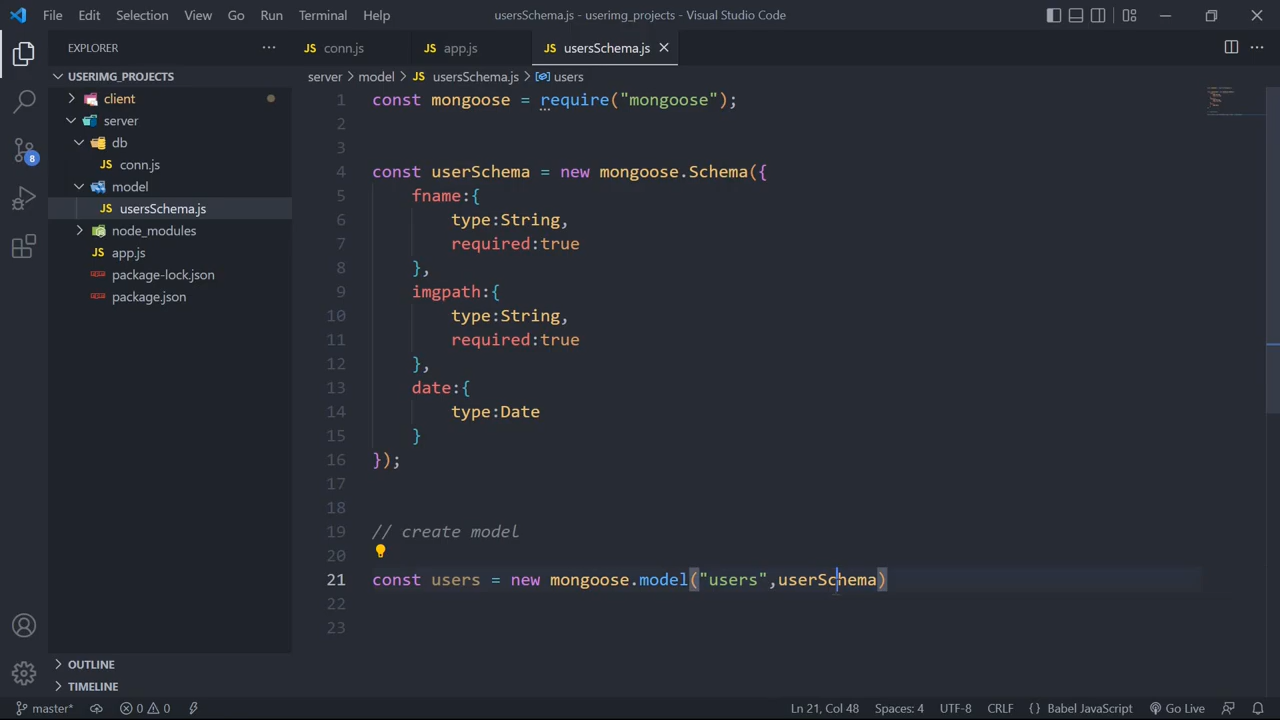 File Edit Selection View Go Run Terminal Help usersSchema.js - userimg_projects - Visual Studio Code
EXPLORER
USERIMG_PROJECTS
client
server
db
conn.js
model
usersSchema.js
node_modules
app.js
package-lock.json
package.json
OUTLINE
TIMELINE
conn.js app.js usersSchema.js
server > model > usersSchema.js > users
1 const mongoose = require("mongoose");
2
3
4 const userSchema = new mongoose.Schema({
5 fname:{
6 type:String,
7 required:true
8 },
9 imgpath:{
10 type:String,
11 required:true
12 },
13 date:{
14 type:Date
15 }
16 });
17
18
19 // create model
20
21 const users = new mongoose.model("users",userSchema)
22
23
8
master* 0 0 Ln 21, Col 48 Spaces: 4 UTF-8 CRLF {} Babel JavaScript Go Live